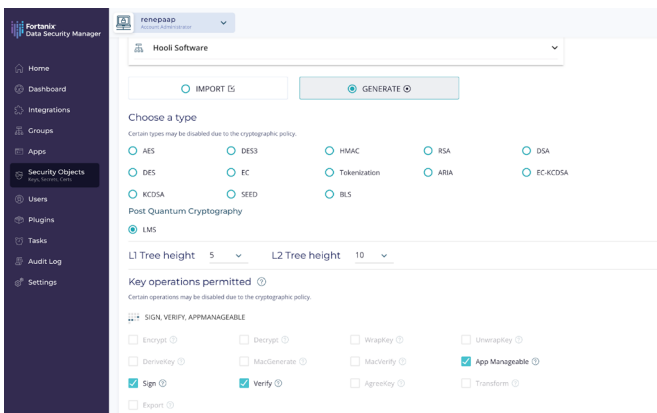 Fortanix
Data Security Manager
renepaap
Account Administrator
Hooli Software
Home
Dashboard
Integrations
Groups
Apps
Security Objects
Keys, Secrets, Certs
Users
Plugins
Tasks
Audit Log
Settings
IMPORT
GENERATE
Choose a type
Certain types may be disabled due to the cryptographic policy.
AES DES3 HMAC RSA DSA
DES EC Tokenization ARIA EC-KCDSA
KCDSA SEED BLS
Post Quantum Cryptography
LMS
L1 Tree height 5 L2 Tree height 10
Key operations permitted
Certain operations may be disabled due to the cryptographic policy.
SIGN, VERIFY, APPMANAGEABLE
Encrypt Decrypt WrapKey UnwrapKey
DeriveKey MacGenerate MacVerify App Manageable
Sign Verify AgreeKey Transform
Export